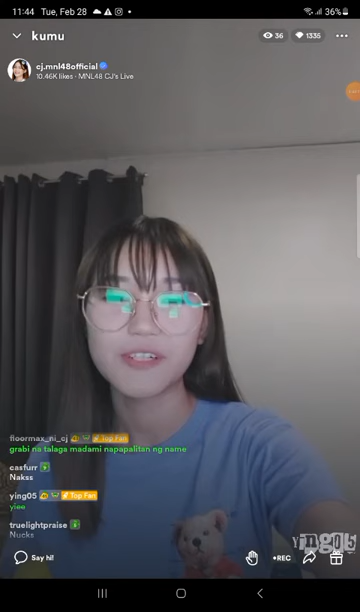 11:44 Tue, Feb 28 36%
kumu 36 1335
cj.mnl48official
10.46K likes · MNL48 CJ's Live
floormax_ni_cj Top Fan
grabi na talaga madami napapalitan ng name
casfurr
Nakss
ying05 Top Fan
yiee
truelightpraise
Nucks
Ying05
Say hi! REC